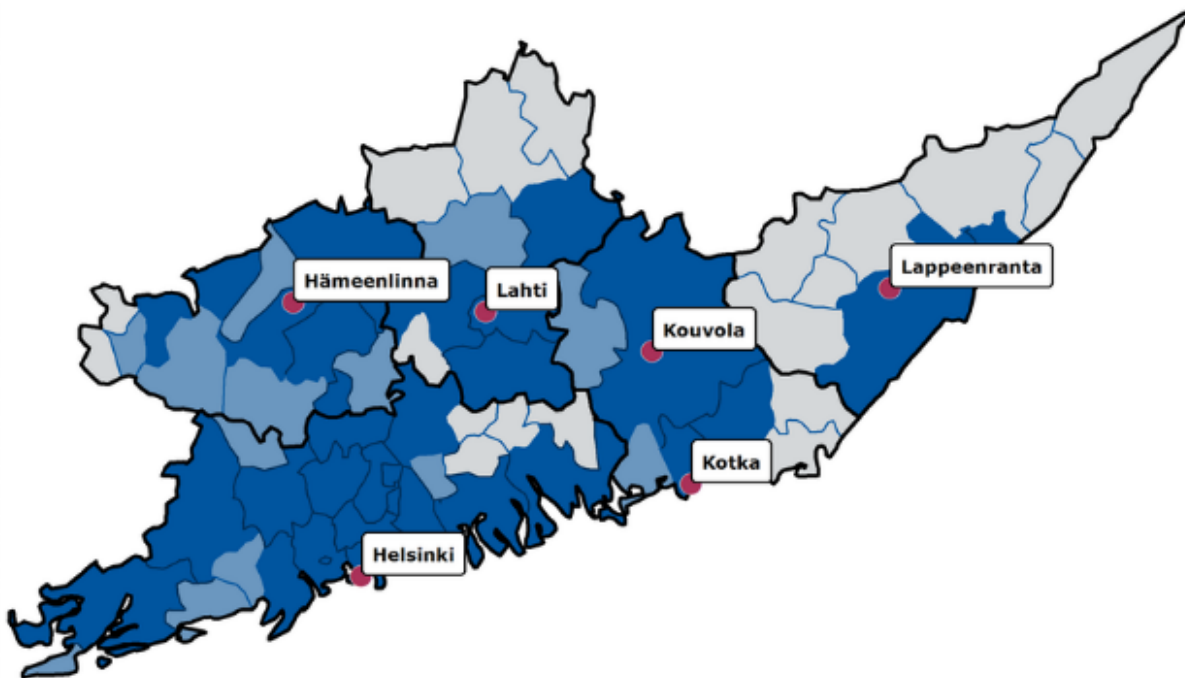 Hämeenlinna
Lahti
Lappeenranta
Kouvola
Kotka
Helsinki